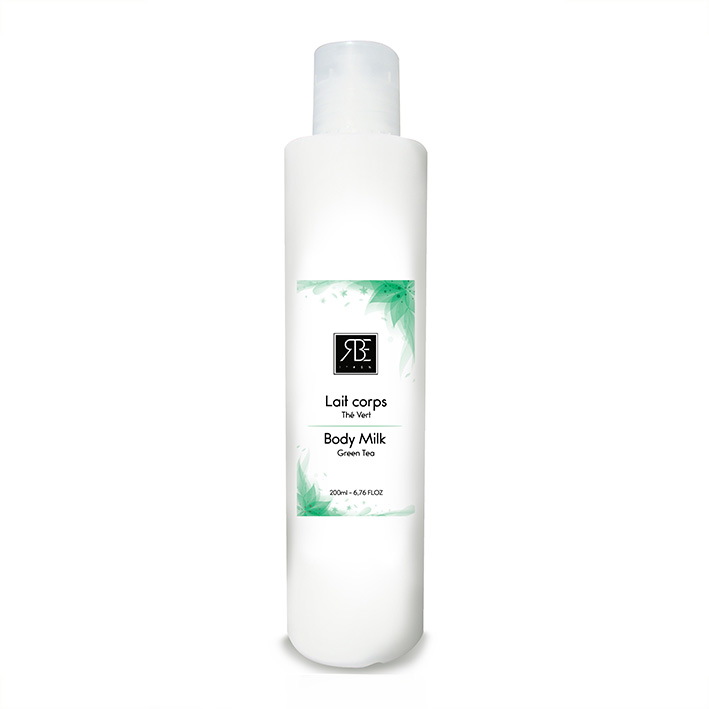 RBE
Lait corps
Thé Vert
Body Milk
Green Tea
200ml - 6,76 FLOZ